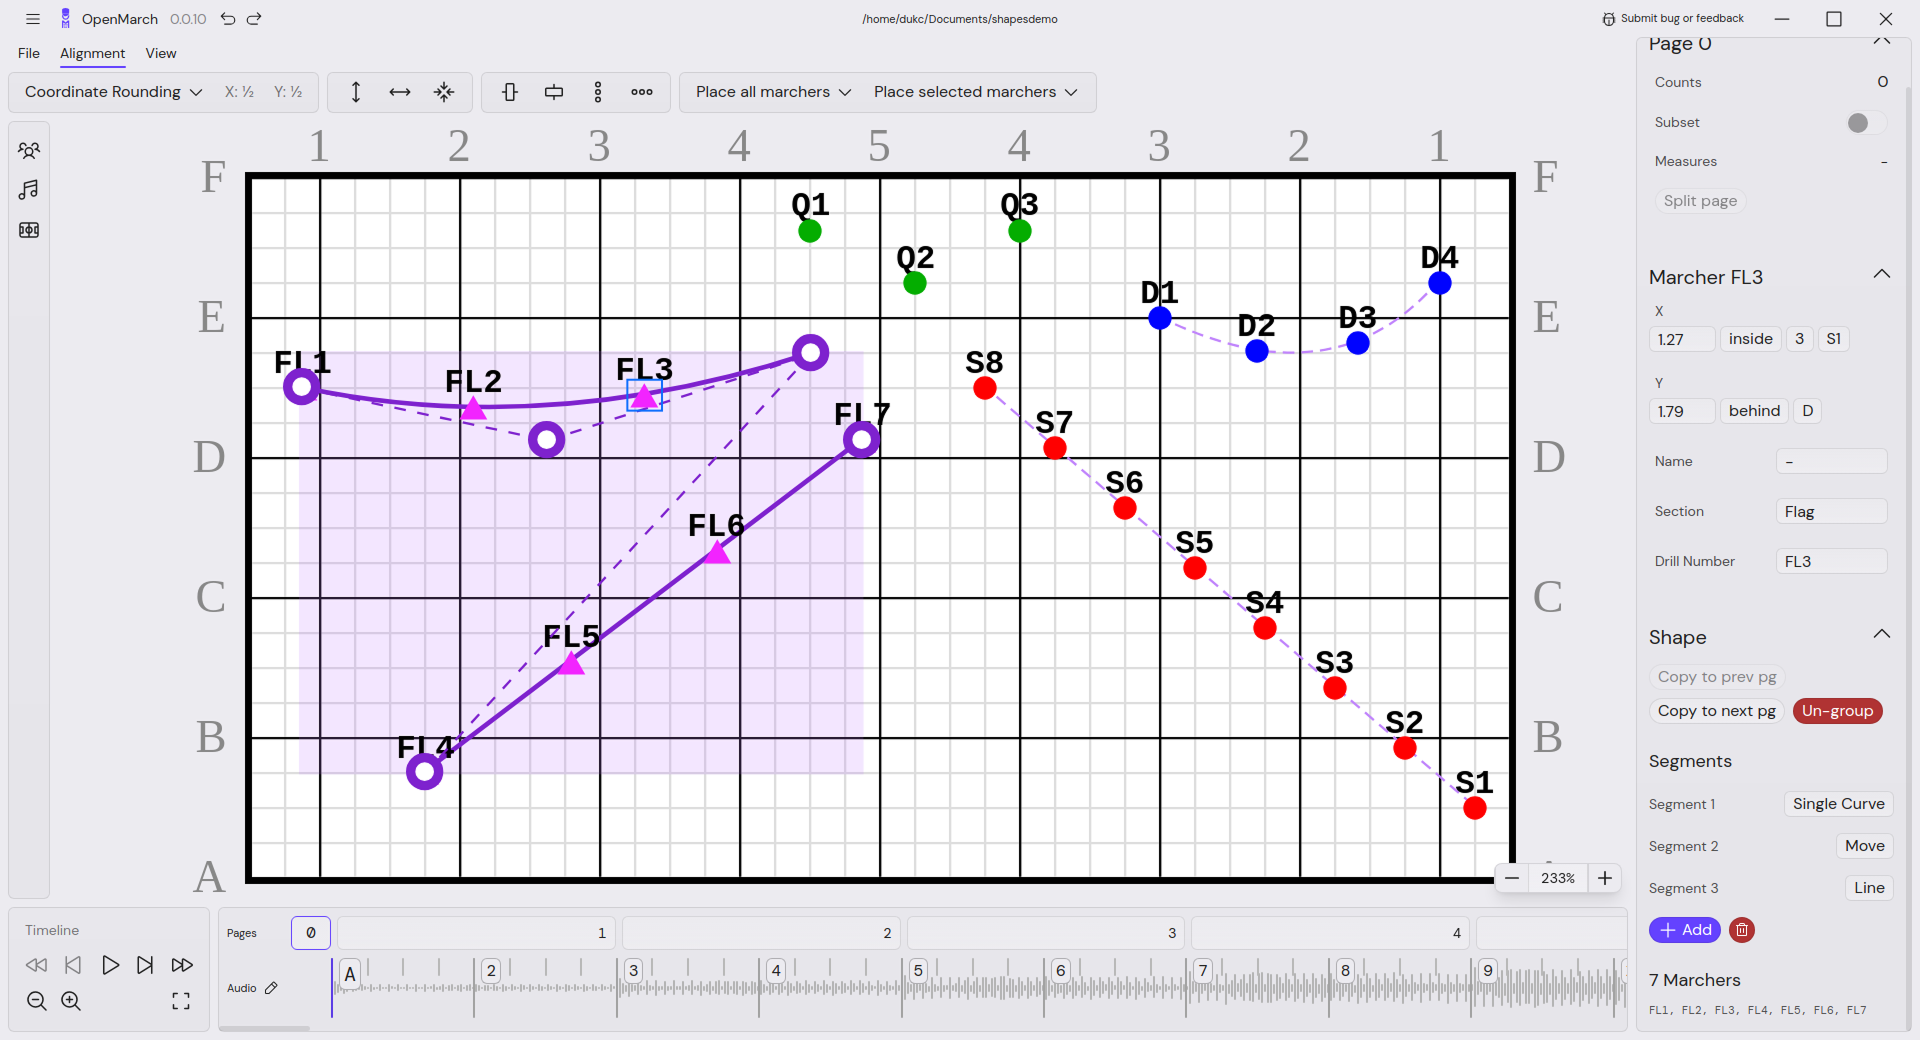 OpenMarch 0.0.10
/home/dukc/Documents/shapesdemo
Submit bug or feedback
File Alignment View
Coordinate Rounding X: ½ Y: ½
Place all marchers Place selected marchers
1 2 3 4 5 4 3 2 1
F F
Q1 Q3
Q2 D4
D1
E E
D2 D3
FL1 FL2 FL3 S8
FL7 S7
D D
S6
FL6 S5
C C
S4
FL5 S3
B B
FL4 S2
S1
A
233%
Page 0
Counts 0
Subset
Measures -
Split page
Marcher FL3
X
1.27 inside 3 S1
Y
1.79 behind D
Name –
Section Flag
Drill Number FL3
Shape
Copy to prev pg
Copy to next pg Un-group
Segments
Segment 1 Single Curve
Segment 2 Move
Segment 3 Line
Add
7 Marchers
FL1, FL2, FL3, FL4, FL5, FL6, FL7
Timeline
Pages 0 1 2 3 4
A 2 3 4 5 6 7 8 9
Audio